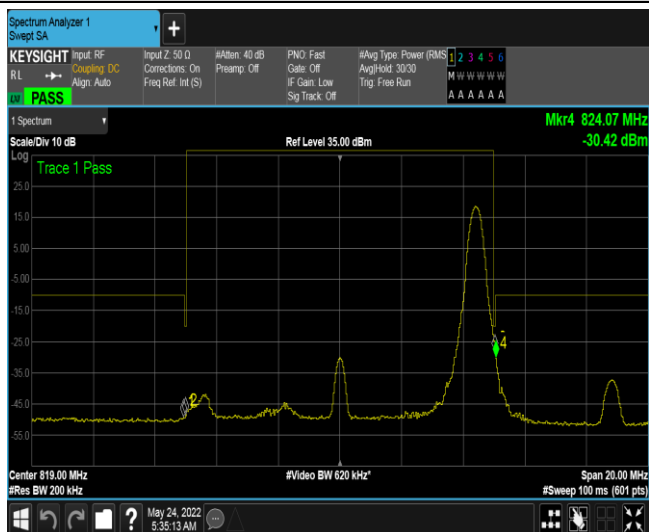 Spectrum Analyzer 1
Swept SA
+
KEYSIGHT
RL
Align: Auto
LXI
PASS
Input: RF
Coupling: DC
Input Z: 50 Ω
Corrections: On
Freq Ref: Int (S)
#Atten: 40 dB
Preamp: Off
PNO: Fast
Gate: Off
IF Gain: Low
Sig Track: Off
#Avg Type: Power (RMS
Avg|Hold: 30/30
Trig: Free Run
1 2 3 4 5 6
M W W W W W
A A A A A A
1 Spectrum
Mkr4 824.07 MHz
Scale/Div 10 dB
Ref Level 35.00 dBm
-30.42 dBm
Log
Trace 1 Pass
25.0
15.0
5.00
-5.00
-15.0
-25.0
4
-35.0
-45.0
2
-55.0
Center 819.00 MHz
#Video BW 620 kHz*
Span 20.00 MHz
#Res BW 200 kHz
#Sweep 100 ms (601 pts)
?
May 24, 2022
5:35:13 AM